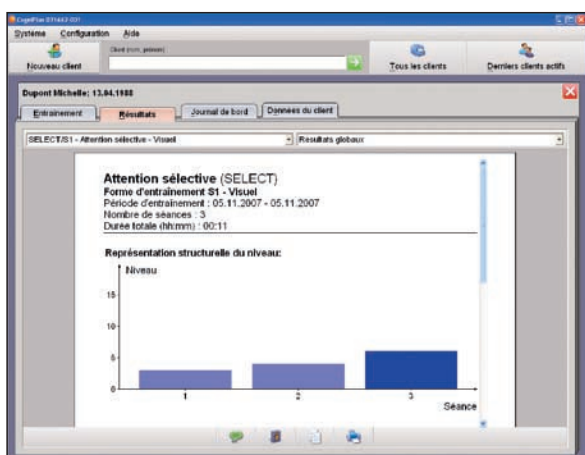 CogniPlus
Système Configuration Aide
Nouveau client
Client (nom, prénom)
Tous les clients
Derniers clients actifs
Dupont Michelle; 13.04.1988
Entraînement
Résultats
Journal de bord
Données du client
SELECT/S1 - Attention sélective - Visuel
Résultats globaux
Attention sélective (SELECT)
Forme d'entraînement S1 - Visuel
Période d'entraînement : 05.11.2007 - 05.11.2007
Nombre de séances : 3
Durée totale (hh:mm) : 00:11
Représentation structurelle du niveau:
Niveau
15
10
5
0
1 2 3
Séance